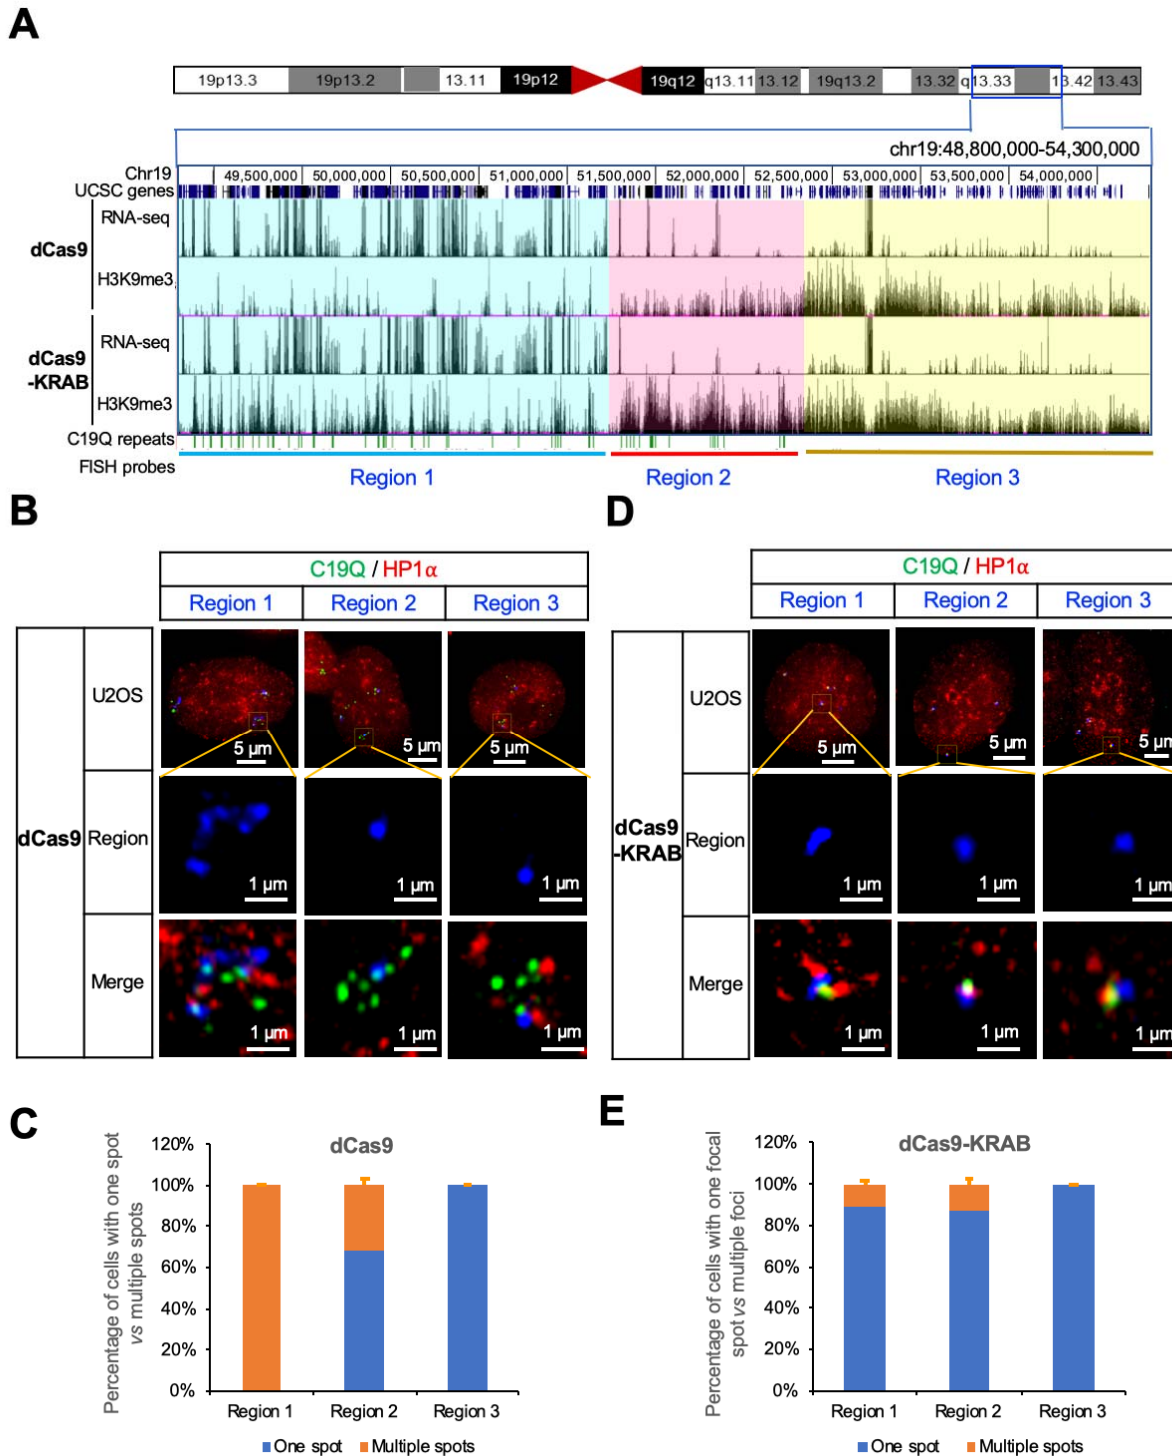 A
19p13.3 19p13.2 13.11 19p12 19q12 q13.11 13.12 19q13.2 13.32 q13.33 13.42 13.43
chr19:48,800,000-54,300,000
Chr19 49,500,000 50,000,000 50,500,000 51,000,000 51,500,000 52,000,000 52,500,000 53,000,000 53,500,000 54,000,000
UCSC genes
dCas9
RNA-seq
H3K9me3
dCas9
-KRAB
RNA-seq
H3K9me3
C19Q repeats
FISH probes
Region 1 Region 2 Region 3
B
C19Q / HP1α
Region 1 Region 2 Region 3
dCas9
U2OS
5 µm 5 µm 5 µm
Region
1 µm 1 µm 1 µm
Merge
1 µm 1 µm 1 µm
D
C19Q / HP1α
Region 1 Region 2 Region 3
dCas9
-KRAB
U2OS
5 µm 5 µm 5 µm
Region
1 µm 1 µm 1 µm
Merge
1 µm 1 µm 1 µm
C
dCas9
Percentage of cells with one spot
vs multiple spots
120%
100%
80%
60%
40%
20%
0%
Region 1 Region 2 Region 3
One spot Multiple spots
E
dCas9-KRAB
Percentage of cells with one focal
spot vs multiple foci
120%
100%
80%
60%
40%
20%
0%
Region 1 Region 2 Region 3
One spot Multiple spots